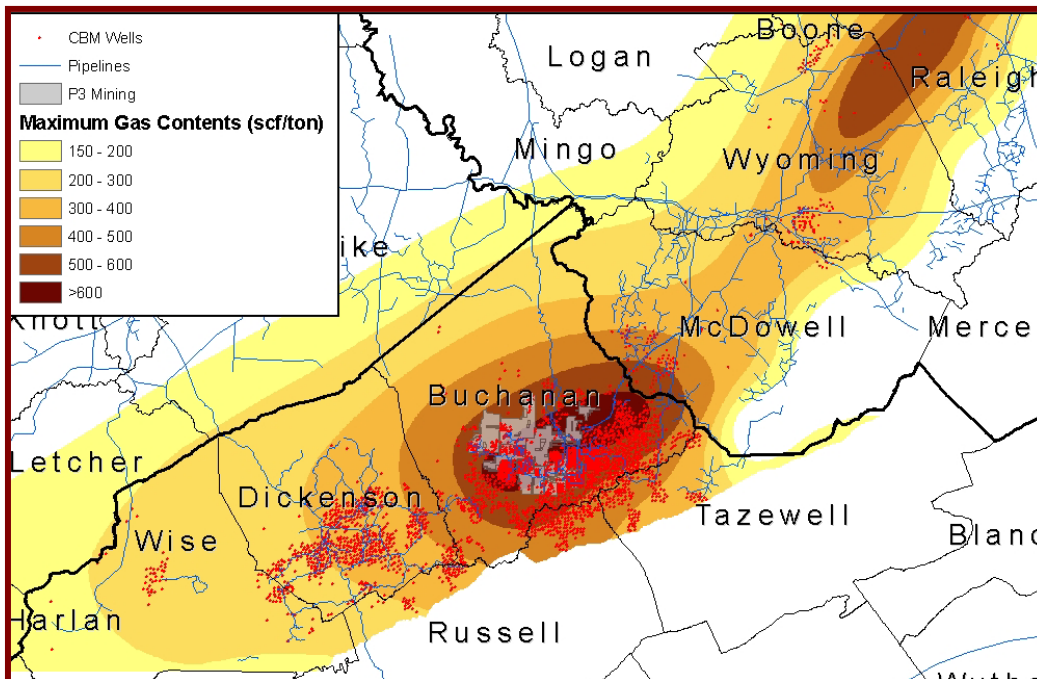 CBM Wells
Pipelines
P3 Mining
Maximum Gas Contents (scf/ton)
150 - 200
200 - 300
300 - 400
400 - 500
500 - 600
>600
Boone
Logan
Raleigh
Mingo
Wyoming
ike
Knott
McDowell
Merce
Buchanan
Letcher
Dickenson
Tazewell
Wise
Blanc
Harlan
Russell